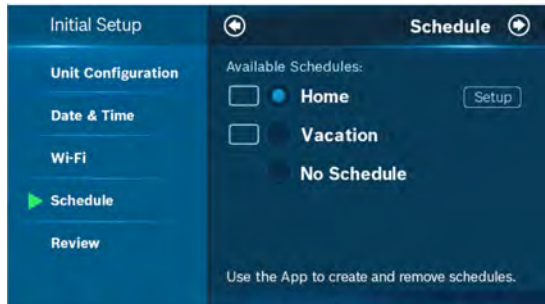 Initial Setup
Schedule
Unit Configuration
Date & Time
Wi-Fi
Schedule
Review
Available Schedules:
Home
Setup
Vacation
No Schedule
Use the App to create and remove schedules.